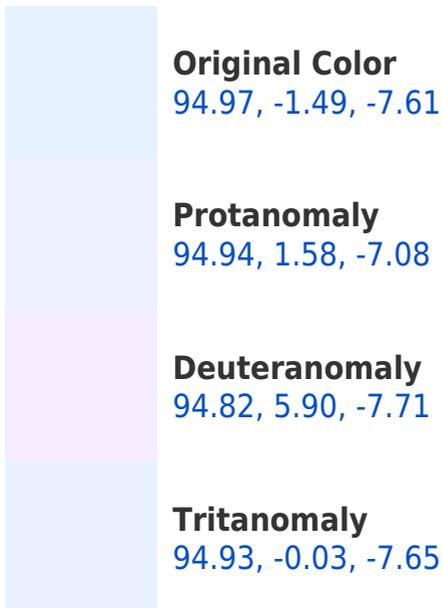 Original Color
94.97, -1.49, -7.61
Protanomaly
94.94, 1.58, -7.08
Deuteranomaly
94.82, 5.90, -7.71
Tritanomaly
94.93, -0.03, -7.65